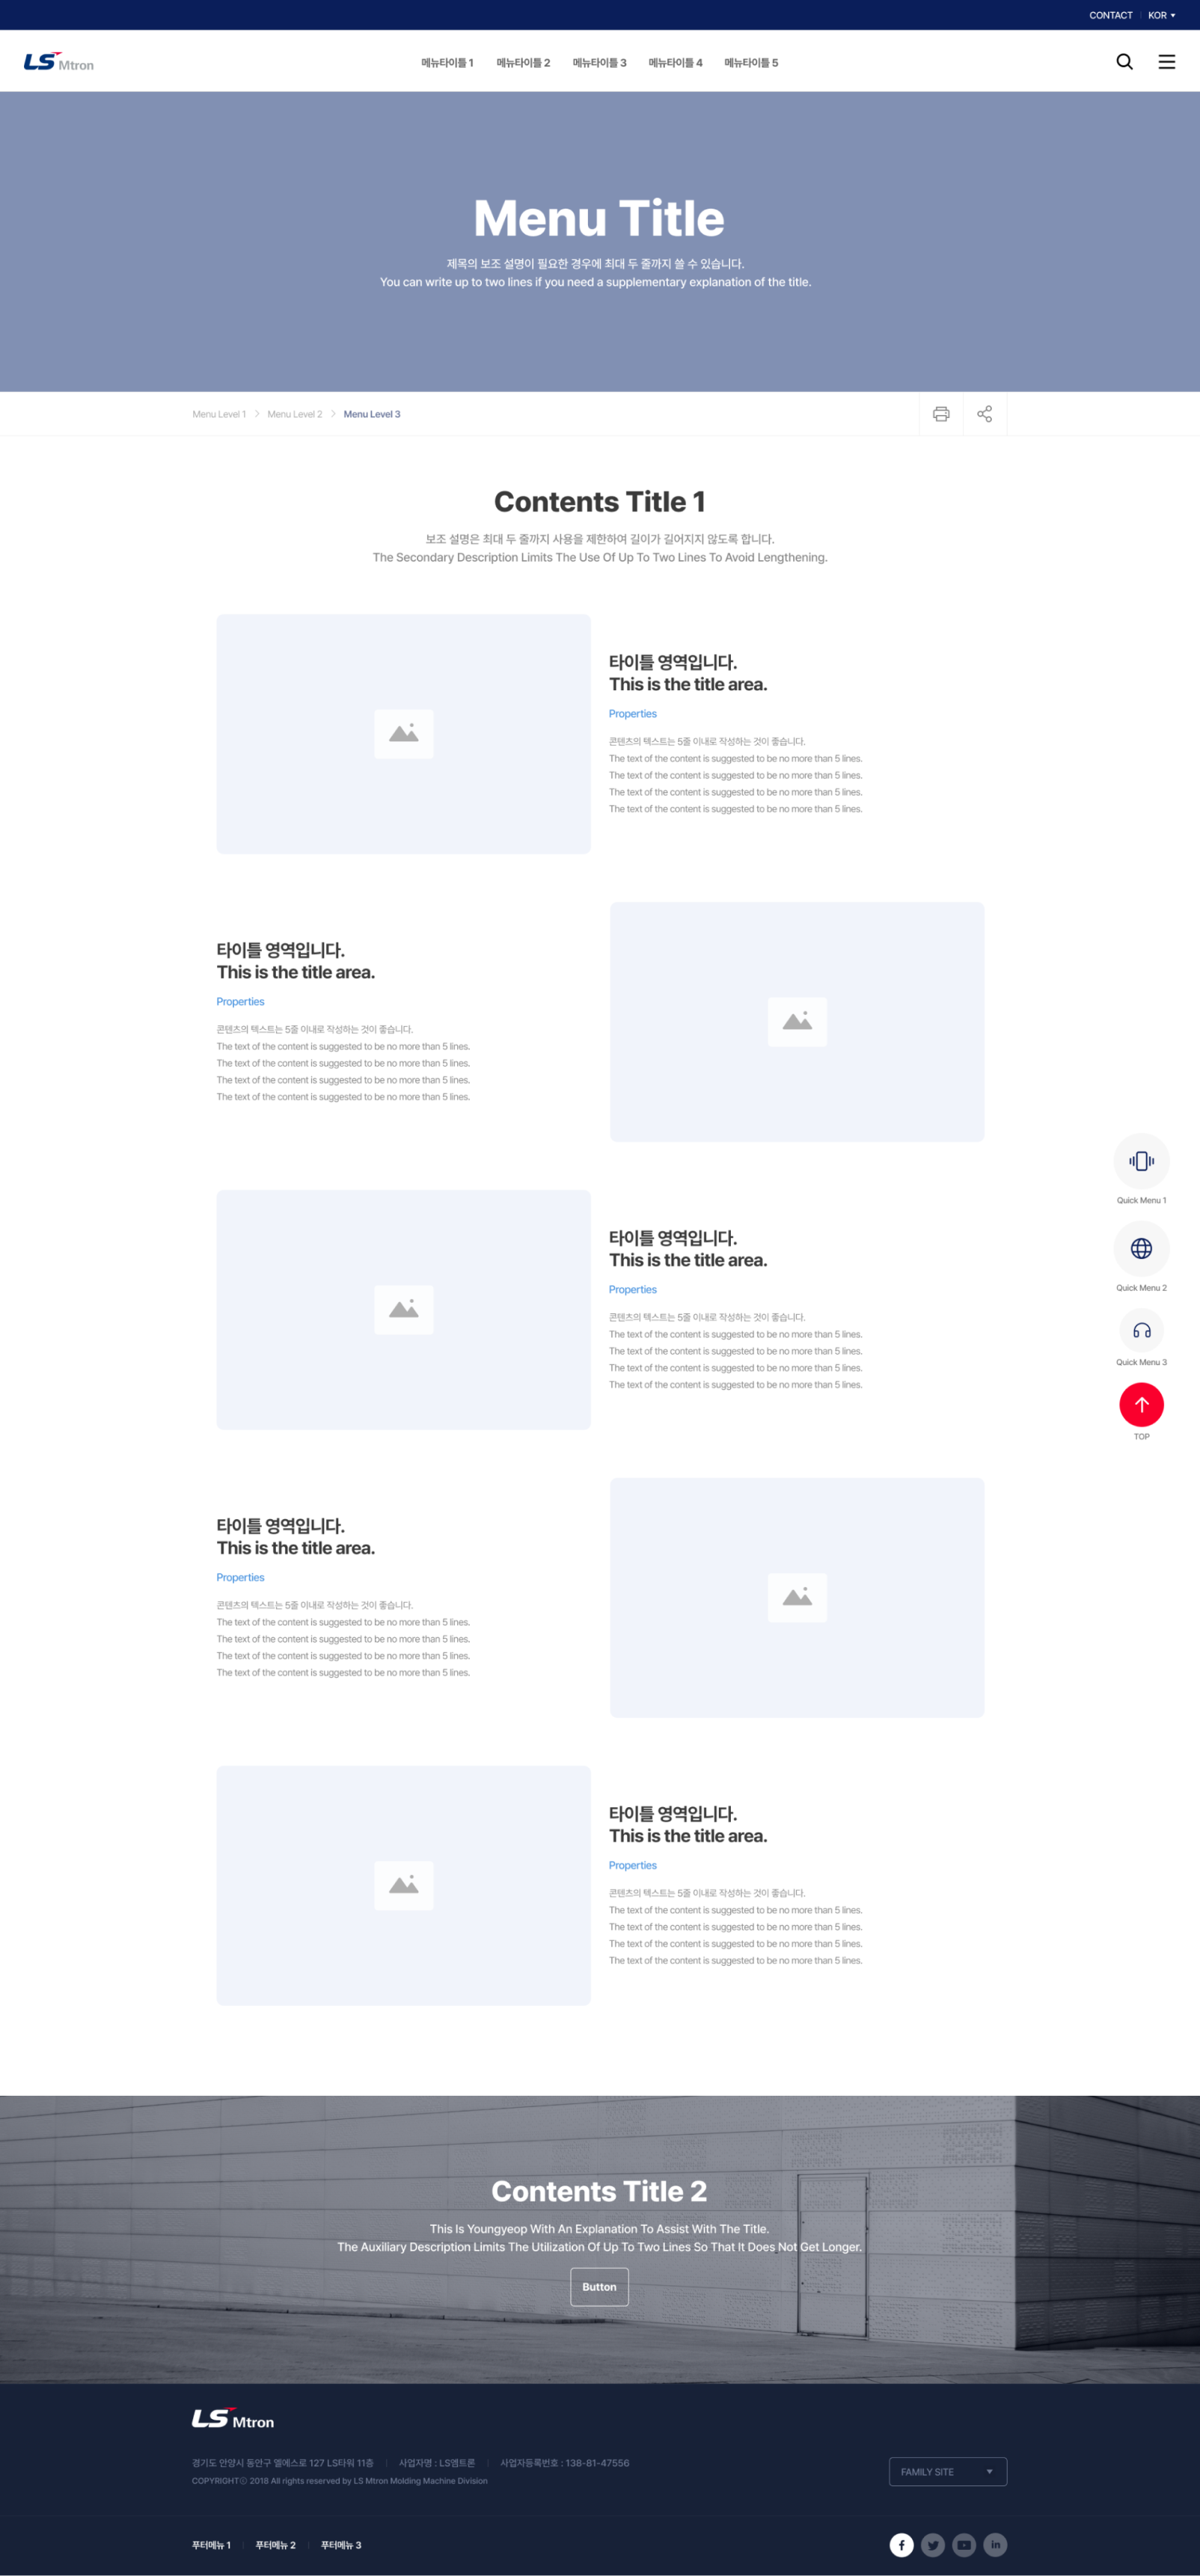 CONTACT KOR
LS Mtron
메뉴타이틀 1 메뉴타이틀 2 메뉴타이틀 3 메뉴타이틀 4 메뉴타이틀 5
Menu Title
제목의 보조 설명이 필요한 경우에 최대 두 줄까지 쓸 수 있습니다.
You can write up to two lines if you need a supplementary explanation of the title.
Menu Level 1 Menu Level 2 Menu Level 3
Contents Title 1
보조 설명은 최대 두 줄까지 사용을 제한하여 길이가 길어지지 않도록 합니다.
The Secondary Description Limits The Use Of Up To Two Lines To Avoid Lengthening.
타이틀 영역입니다.
This is the title area.
Properties
콘텐츠의 텍스트는 5줄 이내로 작성하는 것이 좋습니다.
The text of the content is suggested to be no more than 5 lines.
The text of the content is suggested to be no more than 5 lines.
The text of the content is suggested to be no more than 5 lines.
The text of the content is suggested to be no more than 5 lines.
타이틀 영역입니다.
This is the title area.
Properties
콘텐츠의 텍스트는 5줄 이내로 작성하는 것이 좋습니다.
The text of the content is suggested to be no more than 5 lines.
The text of the content is suggested to be no more than 5 lines.
The text of the content is suggested to be no more than 5 lines.
The text of the content is suggested to be no more than 5 lines.
타이틀 영역입니다.
This is the title area.
Properties
콘텐츠의 텍스트는 5줄 이내로 작성하는 것이 좋습니다.
The text of the content is suggested to be no more than 5 lines.
The text of the content is suggested to be no more than 5 lines.
The text of the content is suggested to be no more than 5 lines.
The text of the content is suggested to be no more than 5 lines.
Quick Menu 1
Quick Menu 2
Quick Menu 3
TOP
타이틀 영역입니다.
This is the title area.
Properties
콘텐츠의 텍스트는 5줄 이내로 작성하는 것이 좋습니다.
The text of the content is suggested to be no more than 5 lines.
The text of the content is suggested to be no more than 5 lines.
The text of the content is suggested to be no more than 5 lines.
The text of the content is suggested to be no more than 5 lines.
타이틀 영역입니다.
This is the title area.
Properties
콘텐츠의 텍스트는 5줄 이내로 작성하는 것이 좋습니다.
The text of the content is suggested to be no more than 5 lines.
The text of the content is suggested to be no more than 5 lines.
The text of the content is suggested to be no more than 5 lines.
The text of the content is suggested to be no more than 5 lines.
Contents Title 2
This Is Youngyeop With An Explanation To Assist With The Title.
The Auxiliary Description Limits The Utilization Of Up To Two Lines So That It Does Not Get Longer.
Button
LS Mtron
경기도 안양시 동안구 엘에스로 127 LS타워 11층 사업자명 : LS엠트론 사업자등록번호 : 138-81-47556
COPYRIGHTⓒ 2018 All rights reserved by LS Mtron Molding Machine Division
FAMILY SITE
푸터메뉴 1 푸터메뉴 2 푸터메뉴 3